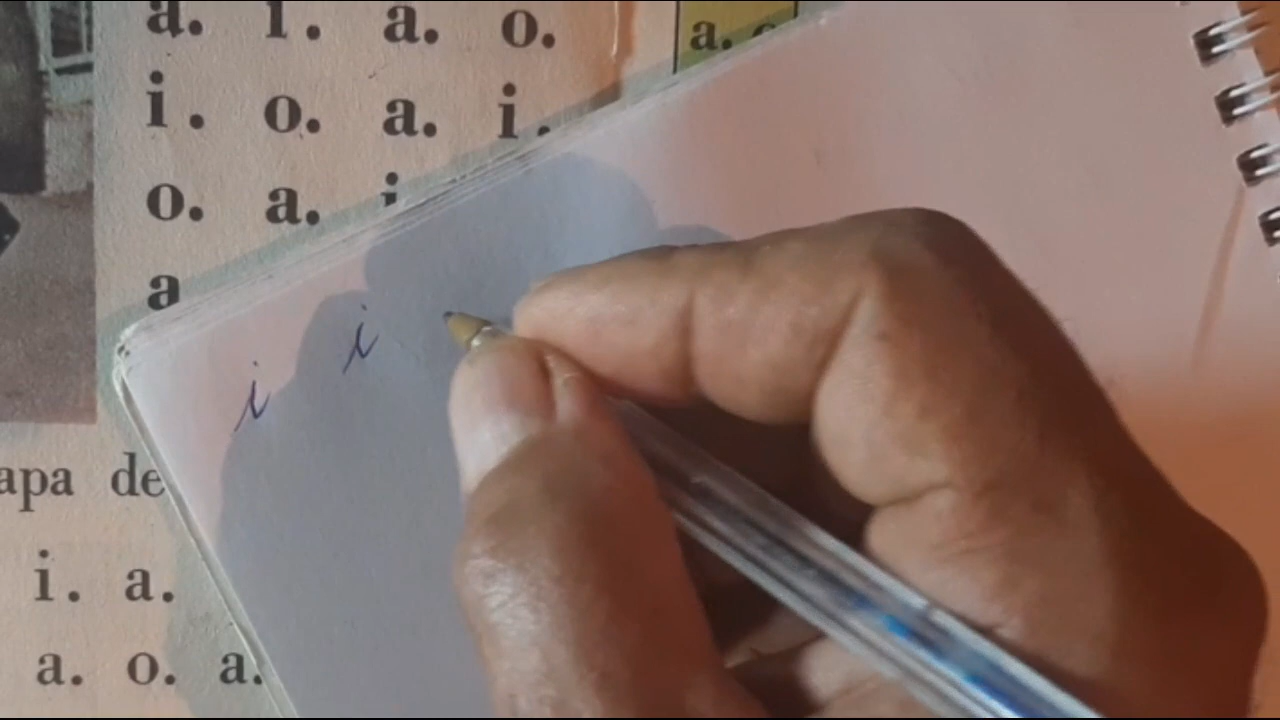 a. i. a. o.
a.
i. o. a. i.
o. a. i
a
i i
apa de
i. a.
a. o. a.